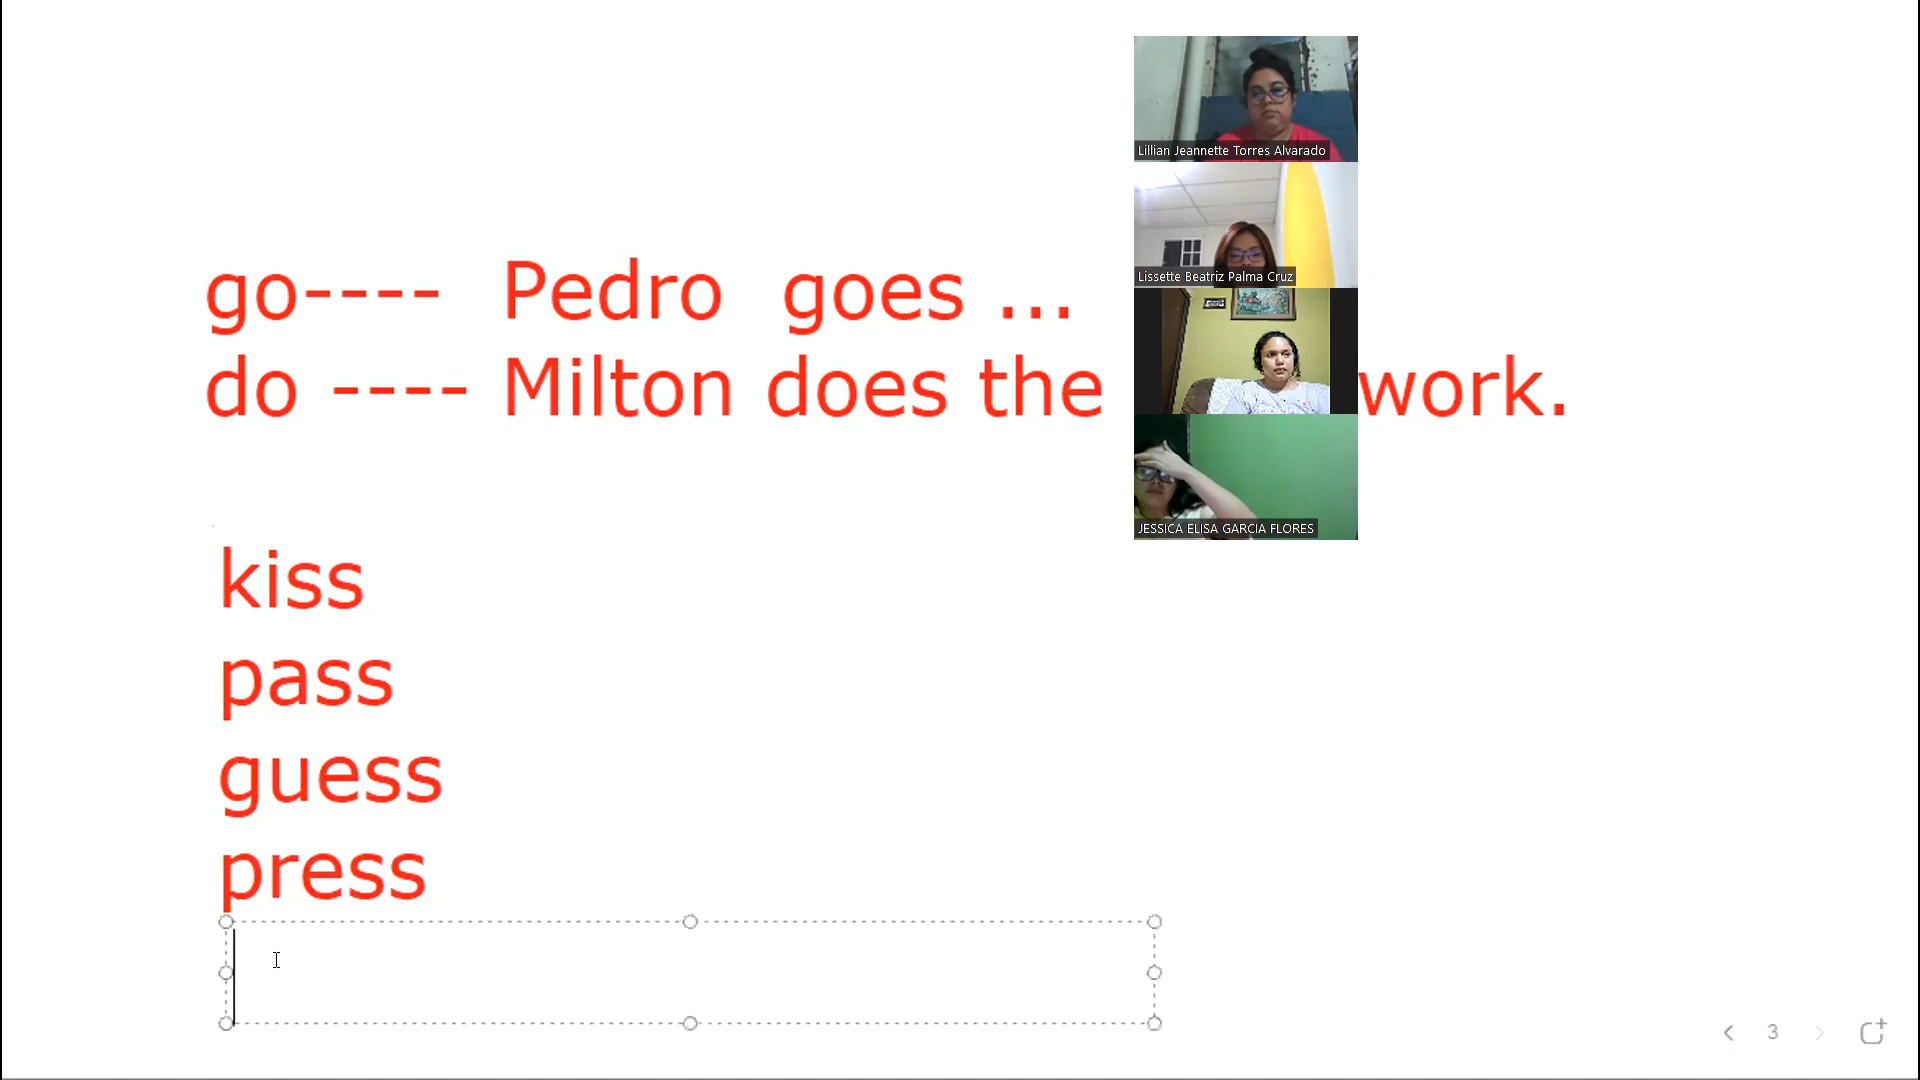 go---- Pedro goes ...
do ---- Milton does the work.
kiss
pass
guess
press
Lillian Jeannette Torres Alvarado
Lissette Beatriz Palma Cruz
JESSICA ELISA GARCIA FLORES
3